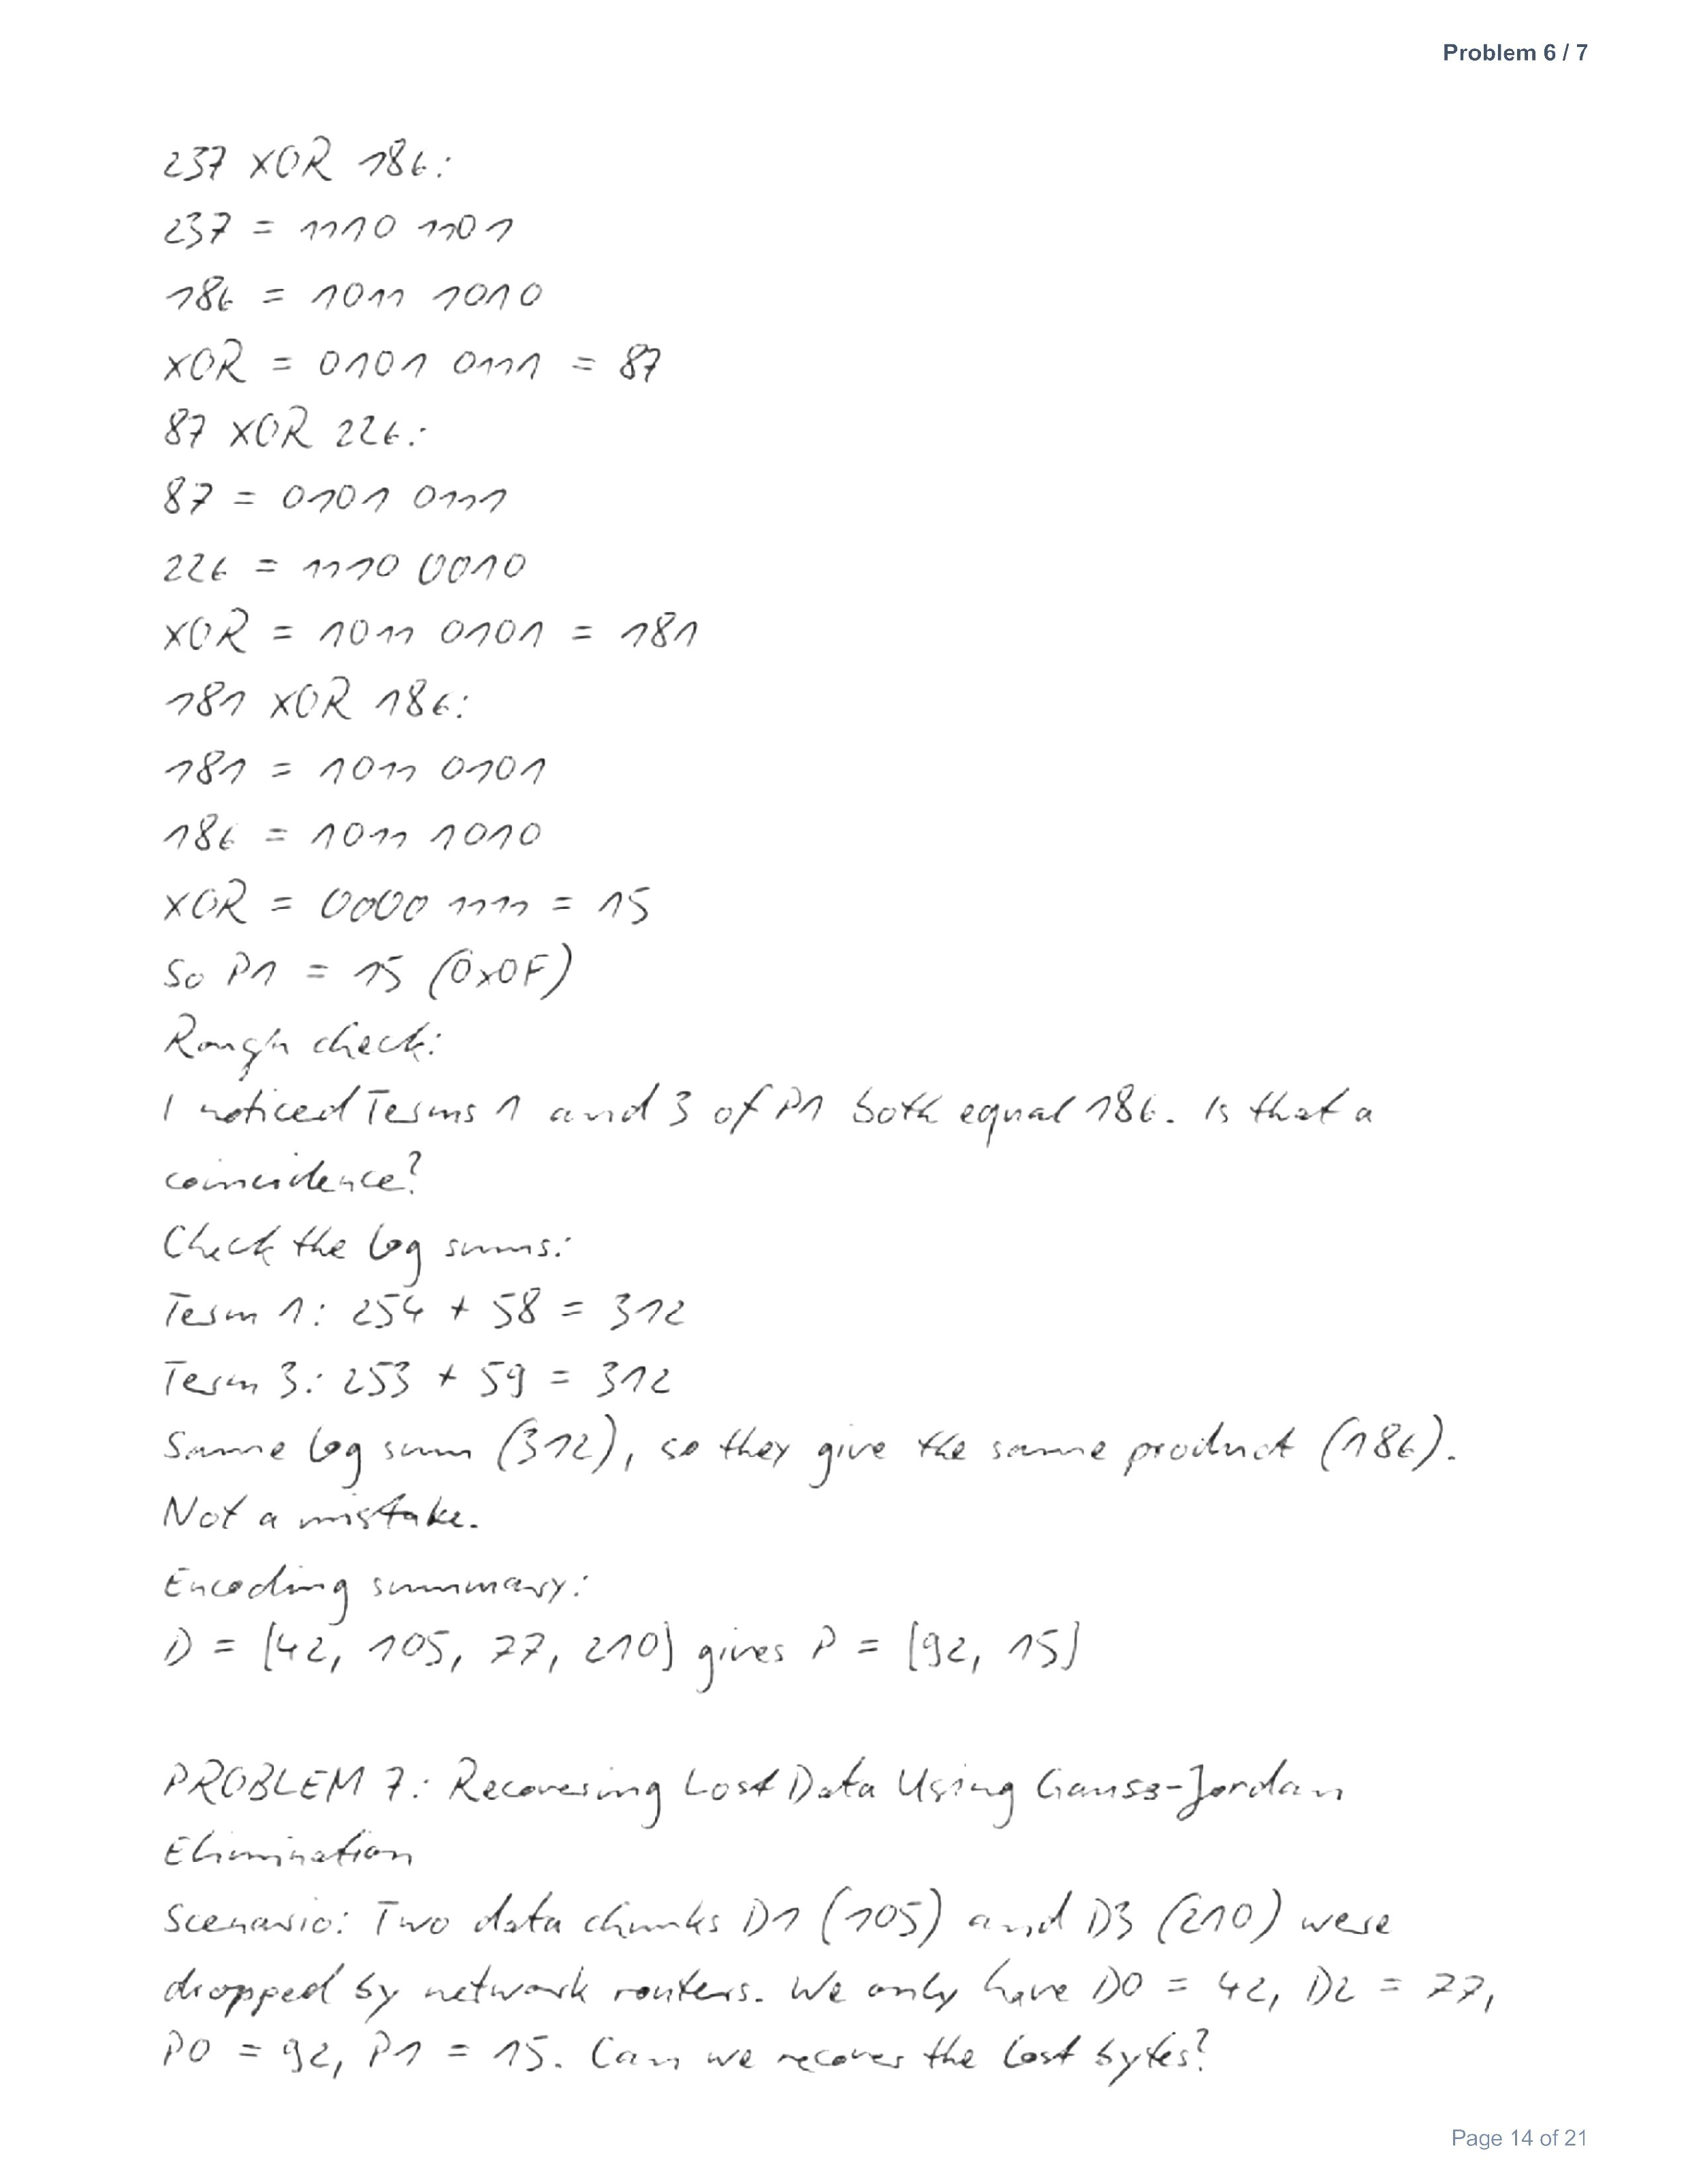 Problem 6 / 7
237 XOR 186:
237 = 1110 1101
186 = 1011 1010
XOR = 0101 0111 = 87
87 XOR 226:
87 = 0101 0111
226 = 1110 0010
XOR = 1011 0101 = 181
181 XOR 186:
181 = 1011 0101
186 = 1011 1010
XOR = 0000 1111 = 15
So P1 = 15 (0x0F)
Rough check:
I noticed Terms 1 and 3 of P1 both equal 186. Is that a
coincidence?
Check the log sums:
Term 1: 254 + 58 = 312
Term 3: 253 + 59 = 312
Same log sum (312), so they give the same product (186).
Not a mistake.
Encoding summary:
D = [42, 105, 77, 210] gives P = [92, 15]
PROBLEM 7: Recovering Lost Data Using Gauss-Jordan
Elimination
Scenario: Two data chunks D1 (105) and D3 (210) were
dropped by network routers. We only have D0 = 42, D2 = 77,
P0 = 92, P1 = 15. Can we recover the lost bytes?
Page 14 of 21